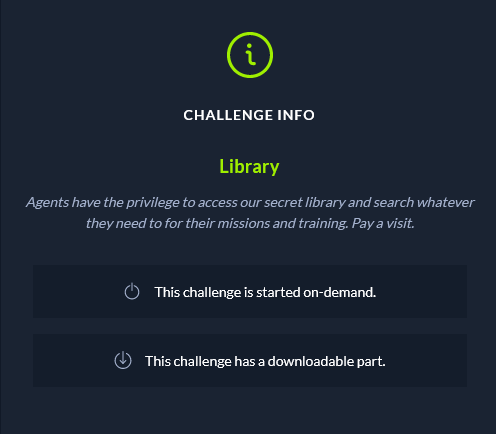 CHALLENGE INFO
Library
Agents have the privilege to access our secret library and search whatever
they need to for their missions and training. Pay a visit.
This challenge is started on-demand.
This challenge has a downloadable part.